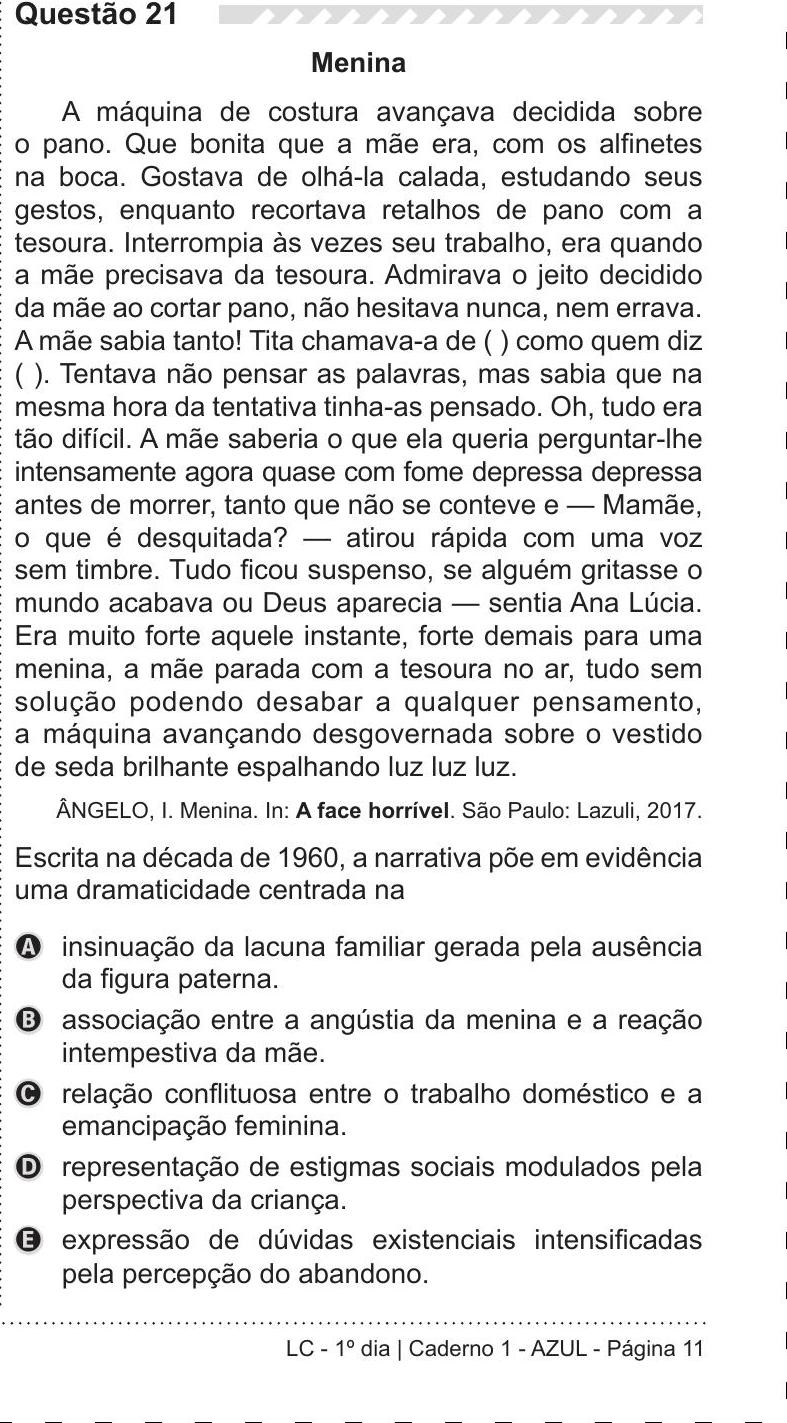 Questão 21
Menina
A máquina de costura avançava decidida sobre
o pano. Que bonita que a mãe era, com os alfinetes
na boca. Gostava de olhá-la calada, estudando seus
gestos, enquanto recortava retalhos de pano com a
tesoura. Interrompia às vezes seu trabalho, era quando
a mãe precisava da tesoura. Admirava o jeito decidido
da mãe ao cortar pano, não hesitava nunca, nem errava.
A mãe sabia tanto! Tita chamava-a de ( ) como quem diz
( ). Tentava não pensar as palavras, mas sabia que na
mesma hora da tentativa tinha-as pensado. Oh, tudo era
tão difícil. A mãe saberia o que ela queria perguntar-lhe
intensamente agora quase com fome depressa depressa
antes de morrer, tanto que não se conteve e — Mamãe,
o que é desquitada? — atirou rápida com uma voz
sem timbre. Tudo ficou suspenso, se alguém gritasse o
mundo acabava ou Deus aparecia — sentia Ana Lúcia.
Era muito forte aquele instante, forte demais para uma
menina, a mãe parada com a tesoura no ar, tudo sem
solução podendo desabar a qualquer pensamento,
a máquina avançando desgovernada sobre o vestido
de seda brilhante espalhando luz luz luz.
ÂNGELO, I. Menina. In: A face horrível. São Paulo: Lazuli, 2017.
Escrita na década de 1960, a narrativa põe em evidência
uma dramaticidade centrada na
A insinuação da lacuna familiar gerada pela ausência
da figura paterna.
B associação entre a angústia da menina e a reação
intempestiva da mãe.
C relação conflituosa entre o trabalho doméstico e a
emancipação feminina.
D representação de estigmas sociais modulados pela
perspectiva da criança.
E expressão de dúvidas existenciais intensificadas
pela percepção do abandono.
LC - 1º dia | Caderno 1 - AZUL - Página 11